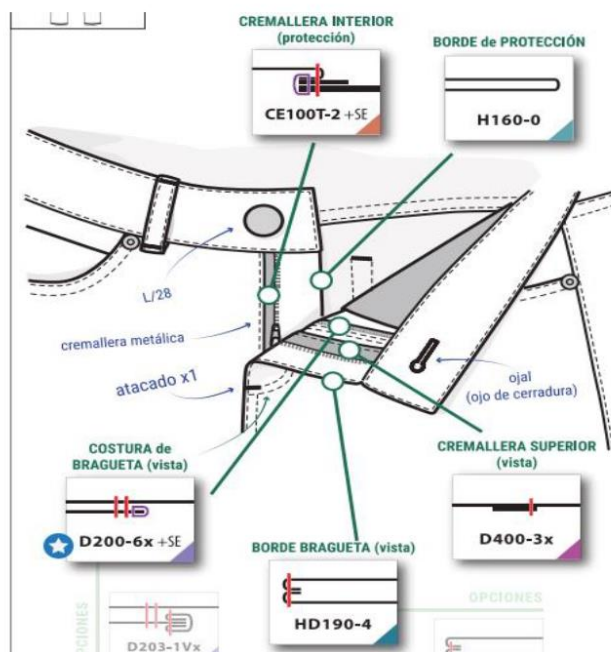 CREMALLERA INTERIOR
(protección)
CE100T-2 +SE
BORDE de PROTECCIÓN
H160-0
L/28
cremallera metálica
atacado x1
ojal
(ojo de cerradura)
COSTURA de
BRAGUETA (vista)
D200-6x +SE
CREMALLERA SUPERIOR
(vista)
D400-3x
BORDE BRAGUETA (vista)
HD190-4
OPCIONES
D203-1Vx